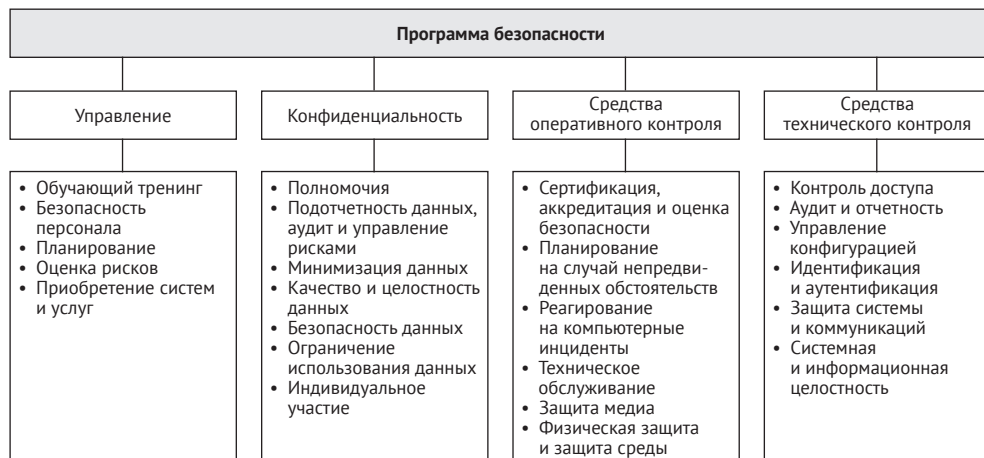 Программа безопасности
Управление
Конфиденциальность
Средства
оперативного контроля
Средства
технического контроля
• Обучающий тренинг
• Безопасность
персонала
• Планирование
• Оценка рисков
• Приобретение систем
и услуг
• Полномочия
• Подотчетность данных,
аудит и управление
рисками
• Минимизация данных
• Качество и целостность
данных
• Безопасность данных
• Ограничение
использования данных
• Индивидуальное
участие
• Сертификация,
аккредитация и оценка
безопасности
• Планирование
на случай непредви-
денных обстоятельств
• Реагирование
на компьютерные
инциденты
• Техническое
обслуживание
• Защита медиа
• Физическая защита
и защита среды
• Контроль доступа
• Аудит и отчетность
• Управление
конфигурацией
• Идентификация
и аутентификация
• Защита системы
и коммуникаций
• Системная
и информационная
целостность